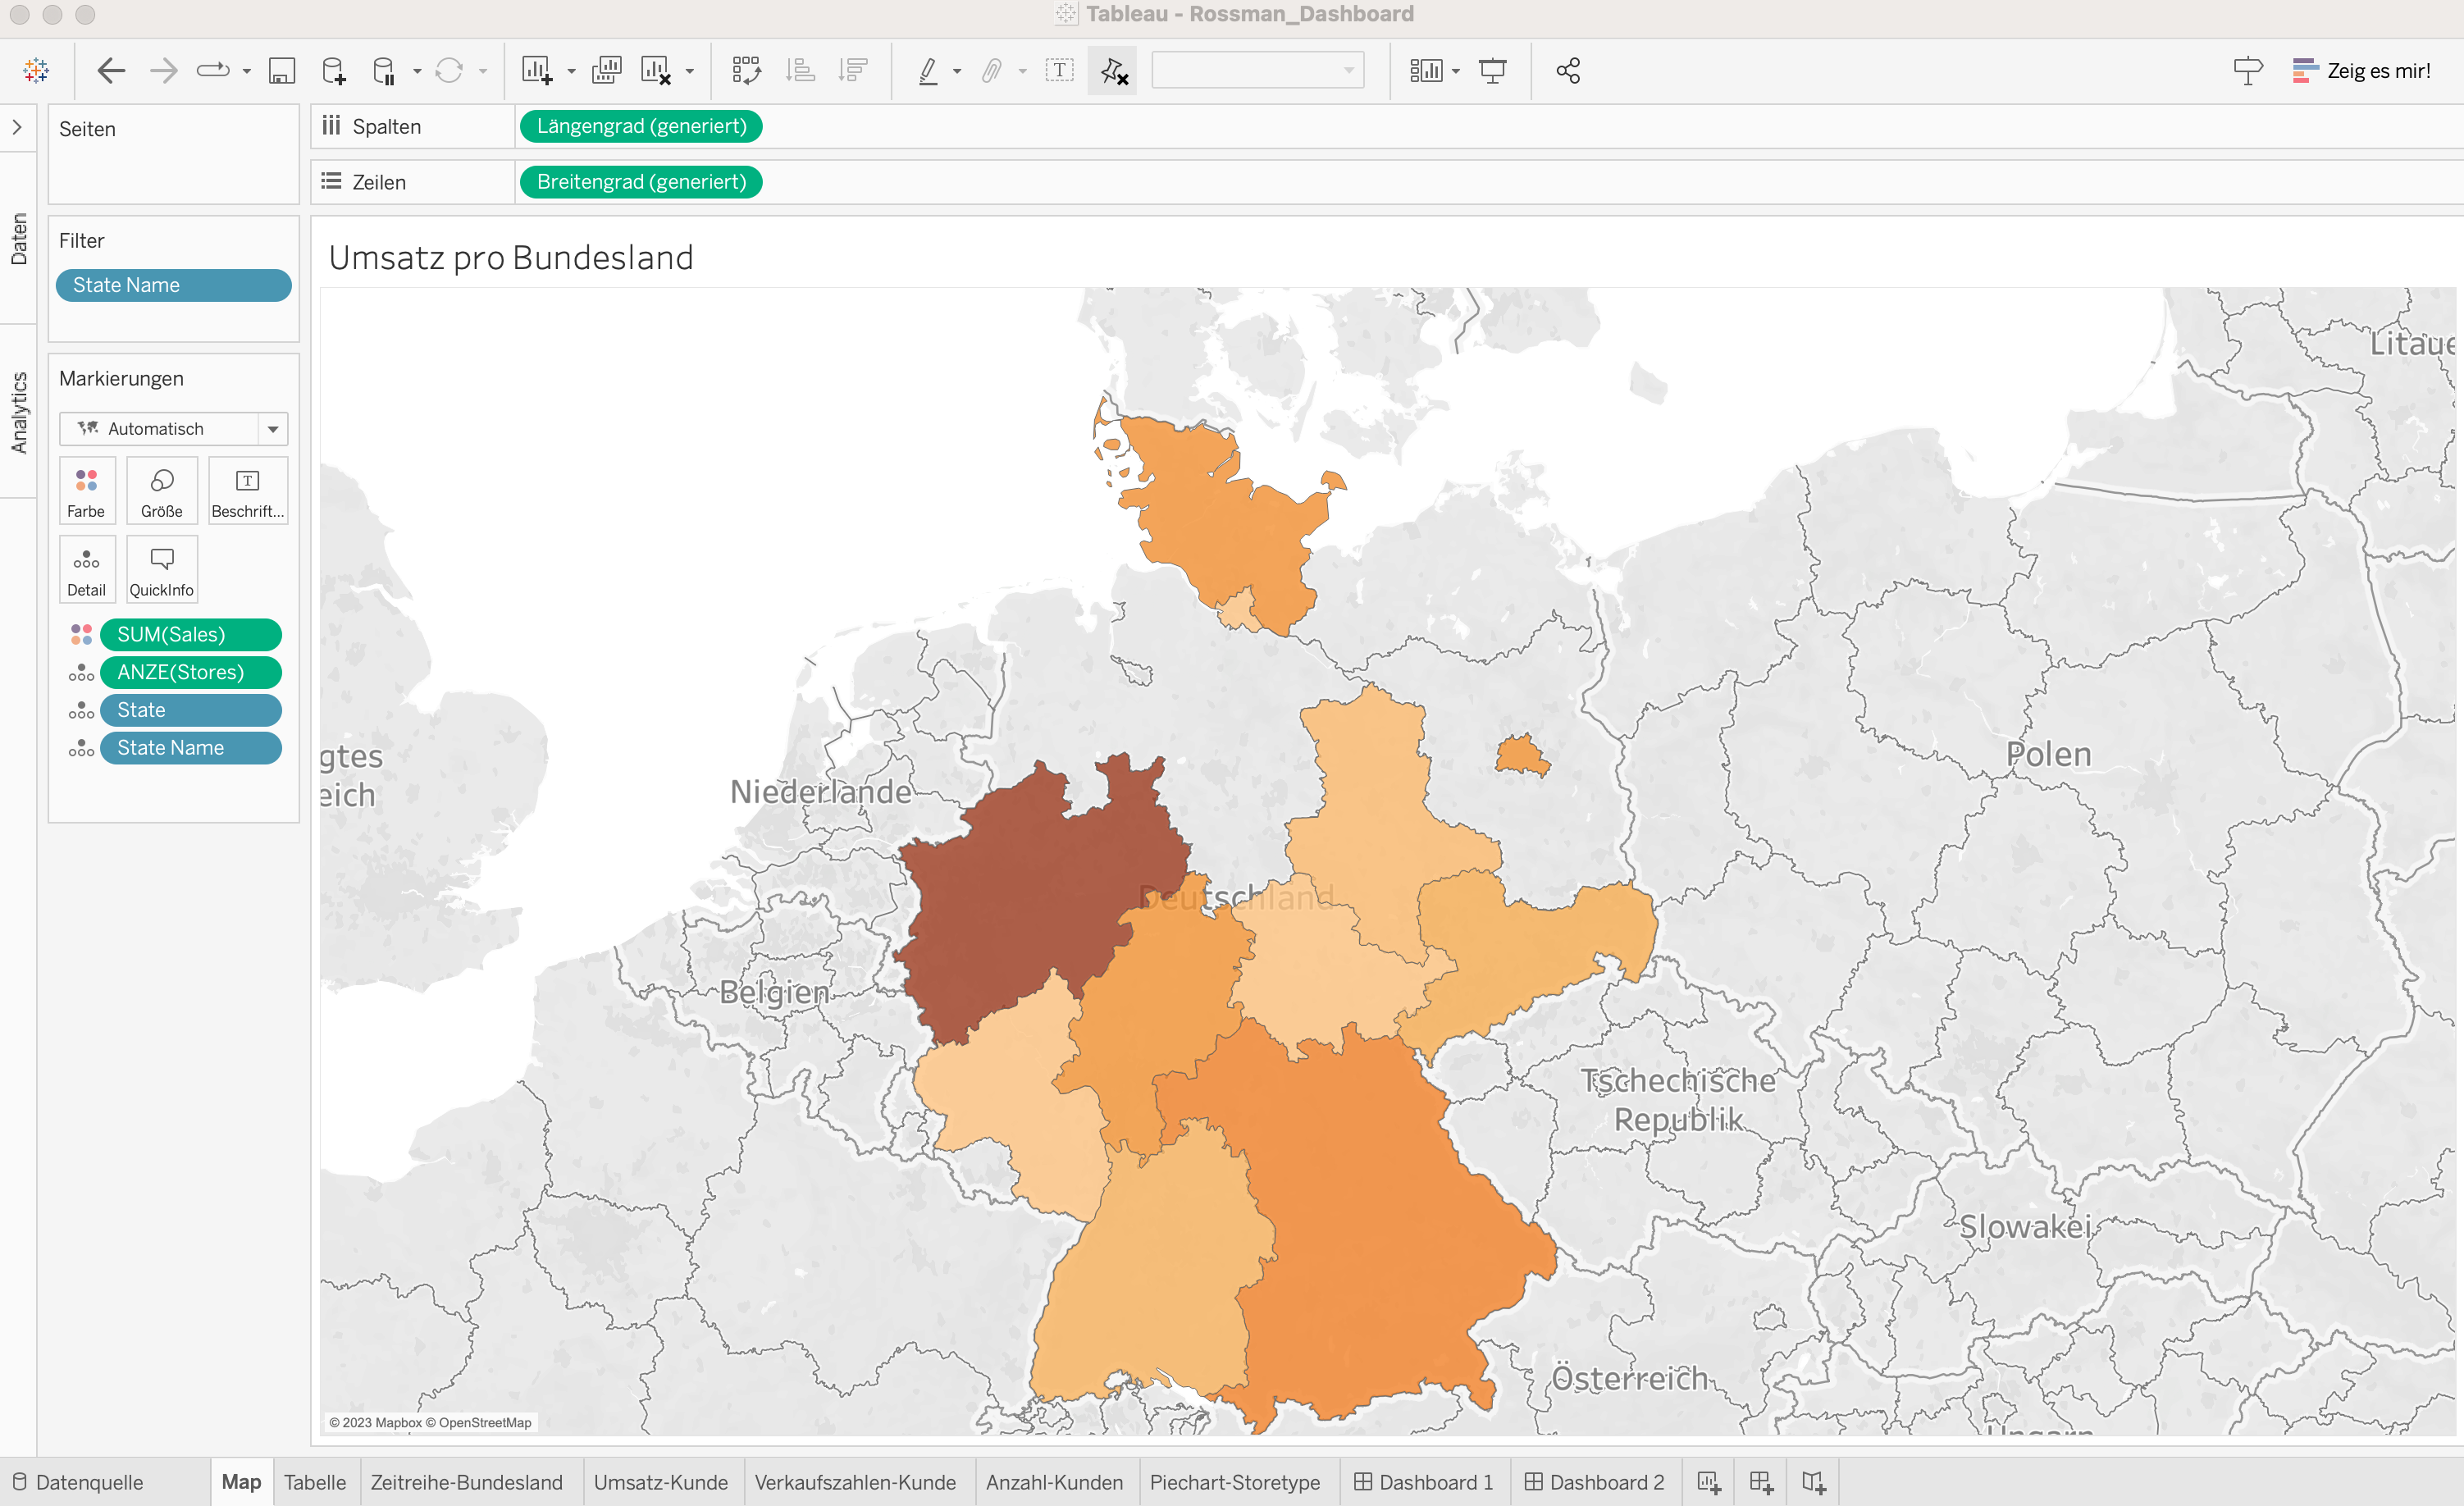 Tableau - Rossman_Dashboard
Zeig es mir!
Seiten
Spalten
Längengrad (generiert)
Zeilen
Breitengrad (generiert)
Daten
Analytics
Filter
State Name
Markierungen
Automatisch
Farbe
Größe
Beschrift...
Detail
QuickInfo
SUM(Sales)
ANZE(Stores)
State
State Name
Umsatz pro Bundesland
Litaue
gtes
eich
Niederlande
Polen
Deutschland
Belgien
Tschechische
Republik
Slowakei
Österreich
Ungarn
© 2023 Mapbox © OpenStreetMap
Datenquelle
Map
Tabelle
Zeitreihe-Bundesland
Umsatz-Kunde
Verkaufszahlen-Kunde
Anzahl-Kunden
Piechart-Storetype
Dashboard 1
Dashboard 2